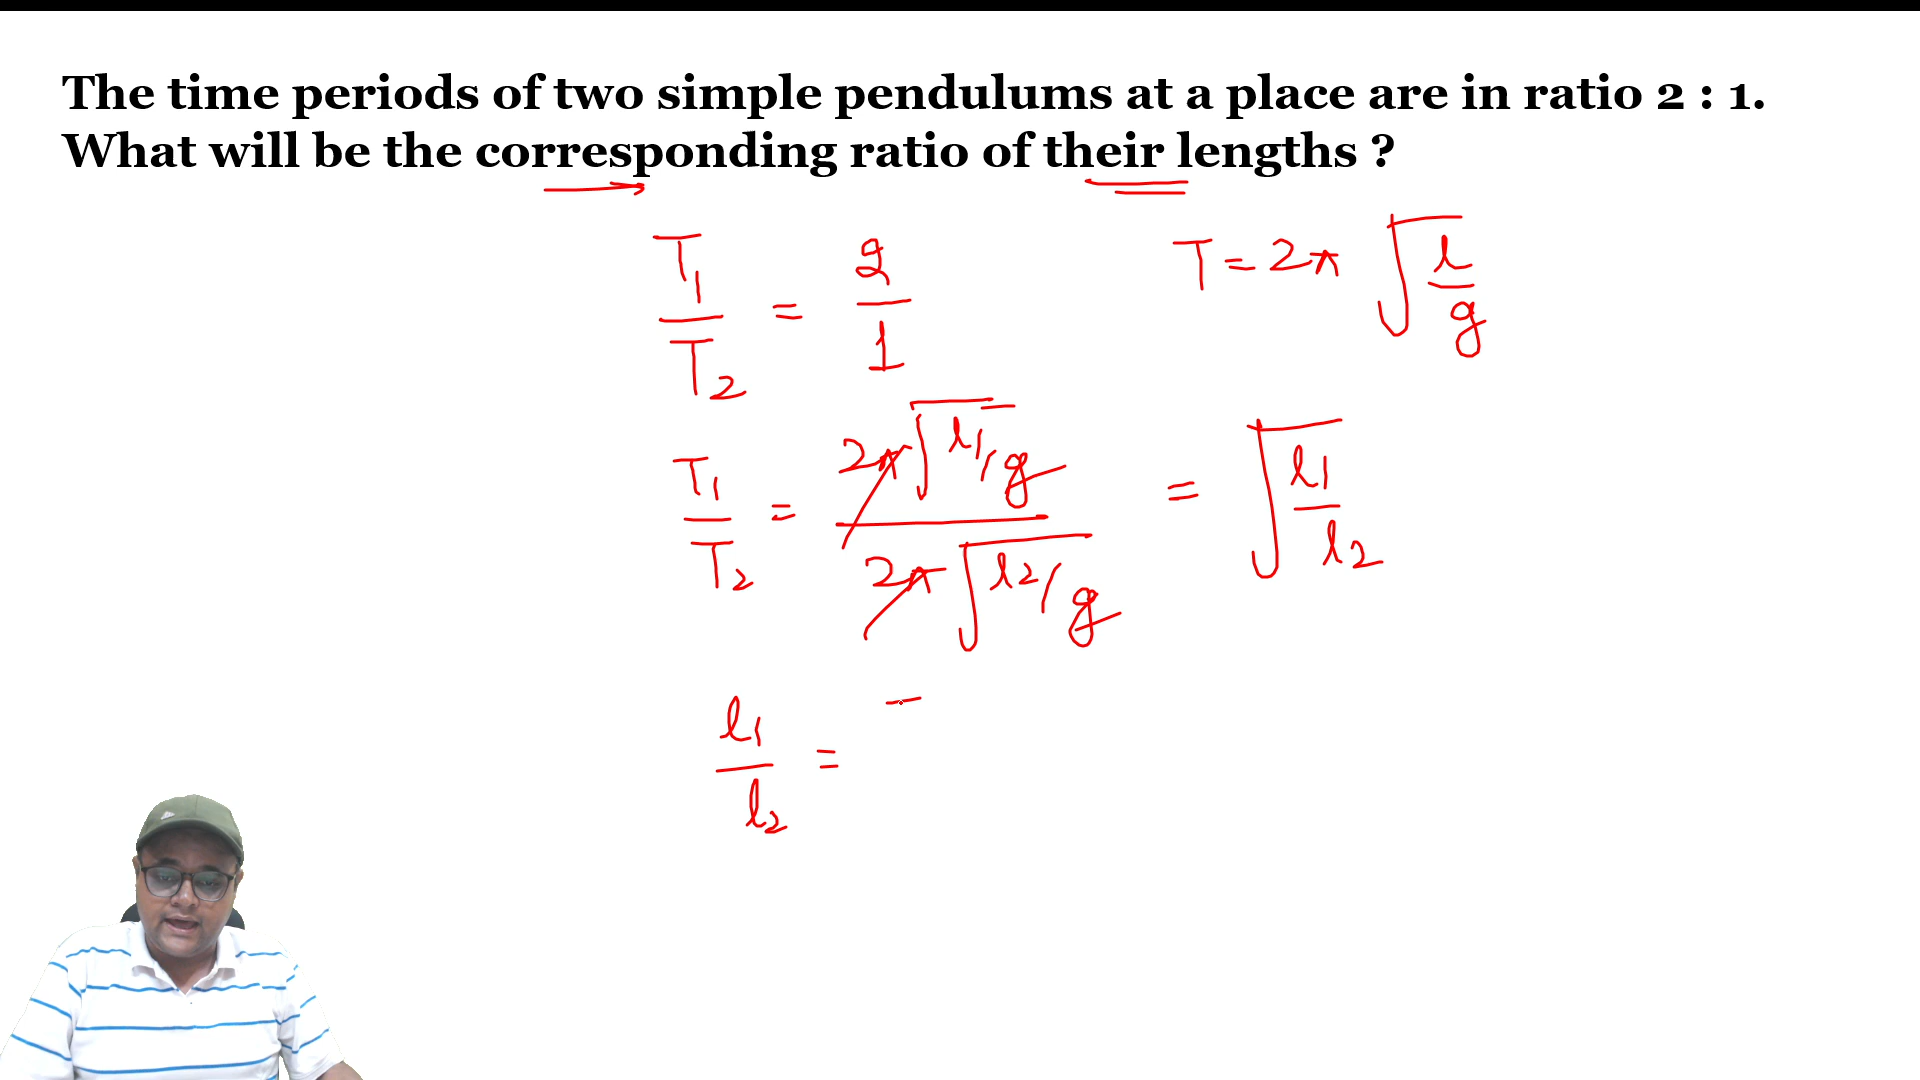 The time periods of two simple pendulums at a place are in ratio 2 : 1.
What will be the corresponding ratio of their lengths ?
T₁/T₂ = 2/1
T = 2π √(l/g)
T₁/T₂ = 2π√(l₁/g) / 2π√(l₂/g) = √(l₁/l₂)
l₁/l₂ =